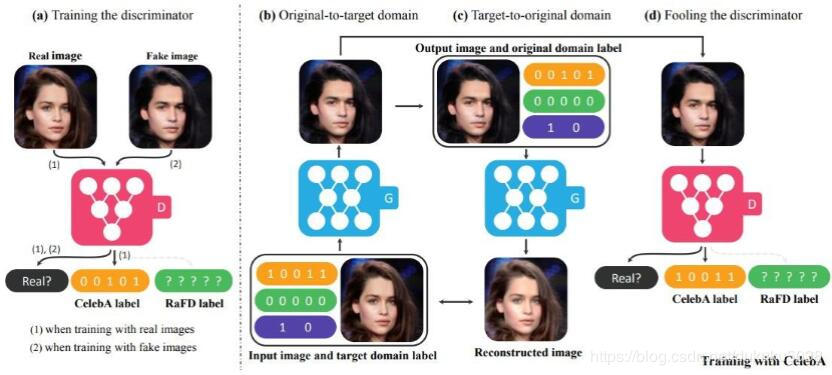 (a) Training the discriminator
(b) Original-to-target domain
(c) Target-to-original domain
(d) Fooling the discriminator
Real image
Fake image
(1)
(2)
D
(1), (2)
(1)
Real?
0 0 1 0 1
? ? ? ? ?
CelebA label
RaFD label
(1) when training with real images
(2) when training with fake images
Output image and original domain label
0 0 1 0 1
0 0 0 0 0
1 0
G
G
1 0 0 1 1
0 0 0 0 0
1 0
Input image and target domain label
Reconstructed image
D
Real?
1 0 0 1 1
? ? ? ? ?
CelebA label
RaFD label
Training with CelebA